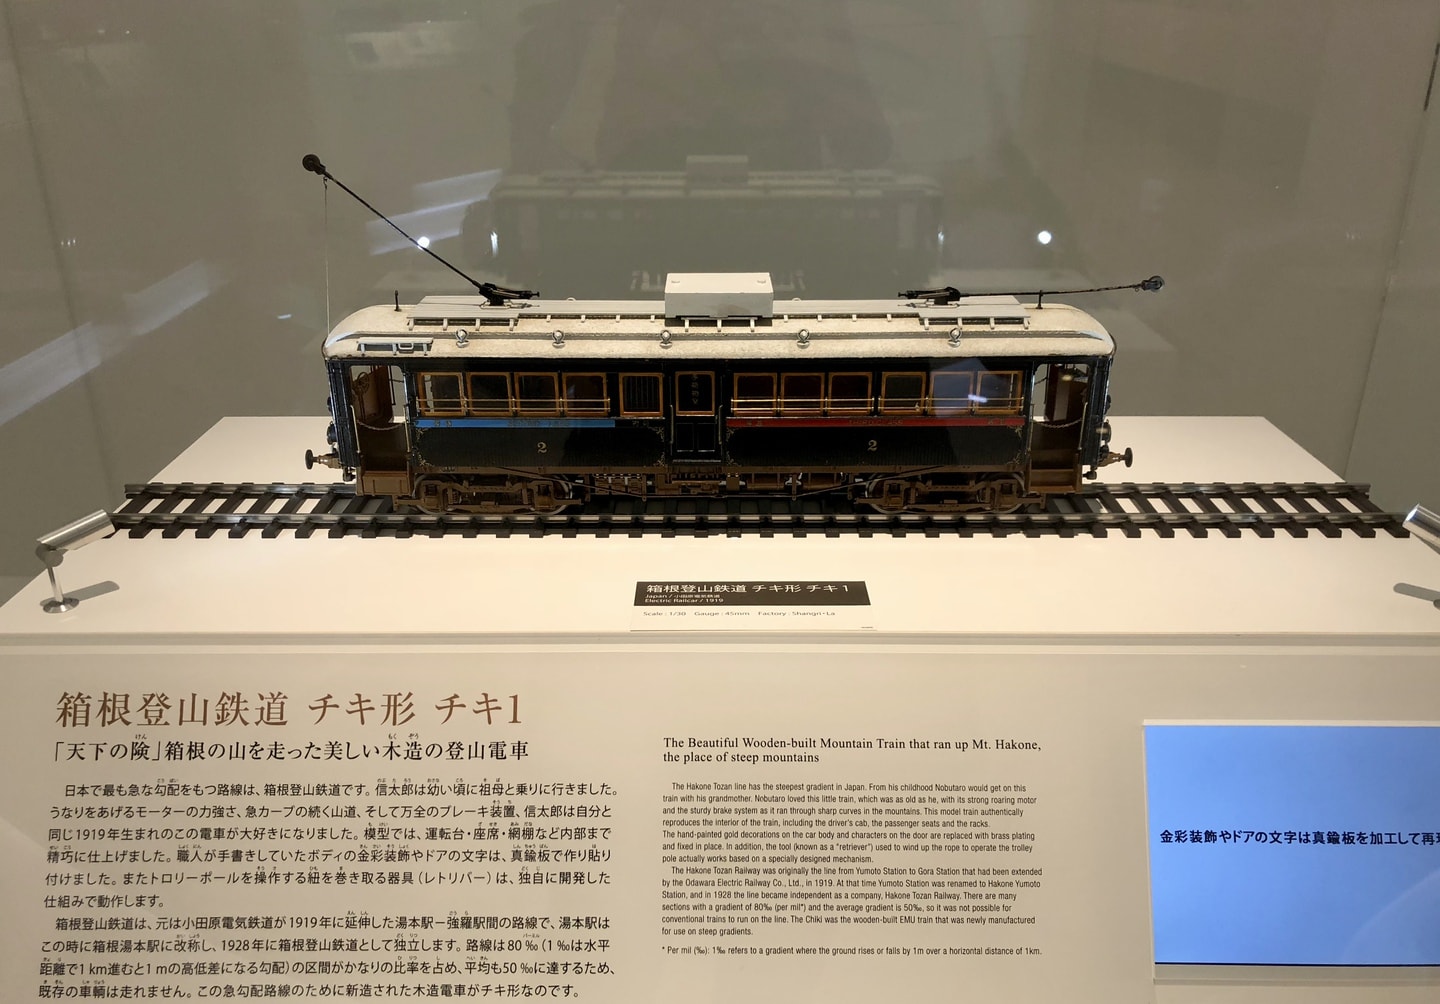 2
2
箱根登山鉄道 チキ形 チキ1
Japan / 小田原電気鉄道
Electric Railcar / 1919
Scale : 1/30 Gauge : 45mm Factory : Shangri-La
箱根登山鉄道 チキ形 チキ1
「天下の険」箱根の山を走った美しい木造の登山電車
日本で最も急な勾配をもつ路線は、箱根登山鉄道です。信太郎は幼い頃に祖母と乗りに行きました。
うなりをあげるモーターの力強さ、急カーブの続く山道、そして万全のブレーキ装置、信太郎は自分と
同じ1919年生まれのこの電車が大好きになりました。模型では、運転台・座席・網棚など内部まで
精巧に仕上げました。職人が手書きしていたボディの金彩装飾やドアの文字は、真鍮板で作り貼り
付けました。またトロリーポールを操作する紐を巻き取る器具（レトリバー）は、独自に開発した
仕組みで動作します。
箱根登山鉄道は、元は小田原電気鉄道が1919年に延伸した湯本駅ー強羅駅間の路線で、湯本駅は
この時に箱根湯本駅に改称し、1928年に箱根登山鉄道として独立します。路線は80‰（1‰は水平
距離で1km進むと1mの高低差になる勾配）の区間がかなりの比率を占め、平均も50‰に達するため、
既存の車輌は走れません。この急勾配路線のために新造された木造電車がチキ形なのです。
The Beautiful Wooden-built Mountain Train that ran up Mt. Hakone,
the place of steep mountains
The Hakone Tozan line has the steepest gradient in Japan. From his childhood Nobutaro would get on this
train with his grandmother. Nobutaro loved this little train, which was as old as he, with its strong roaring motor
and the sturdy brake system as it ran through sharp curves in the mountains. This model train authentically
reproduces the interior of the train, including the driver's cab, the passenger seats and the racks.
The hand-painted gold decorations on the car body and characters on the door are replaced with brass plating
and fixed in place. In addition, the tool (known as a "retriever") used to wind up the rope to operate the trolley
pole actually works based on a specially designed mechanism.
The Hakone Tozan Railway was originally the line from Yumoto Station to Gora Station that had been extended
by the Odawara Electric Railway Co., Ltd., in 1919. At that time Yumoto Station was renamed to Hakone Yumoto
Station, and in 1928 the line became independent as a company, Hakone Tozan Railway. There are many
sections with a gradient of 80‰ (per mil*) and the average gradient is 50‰, so it was not possible for
conventional trains to run on the line. The Chiki was the wooden-built EMU train that was newly manufactured
for use on steep gradients.
* Per mil (‰): 1‰ refers to a gradient where the ground rises or falls by 1m over a horizontal distance of 1km.
金彩装飾やドアの文字は真鍮板を加工して再現